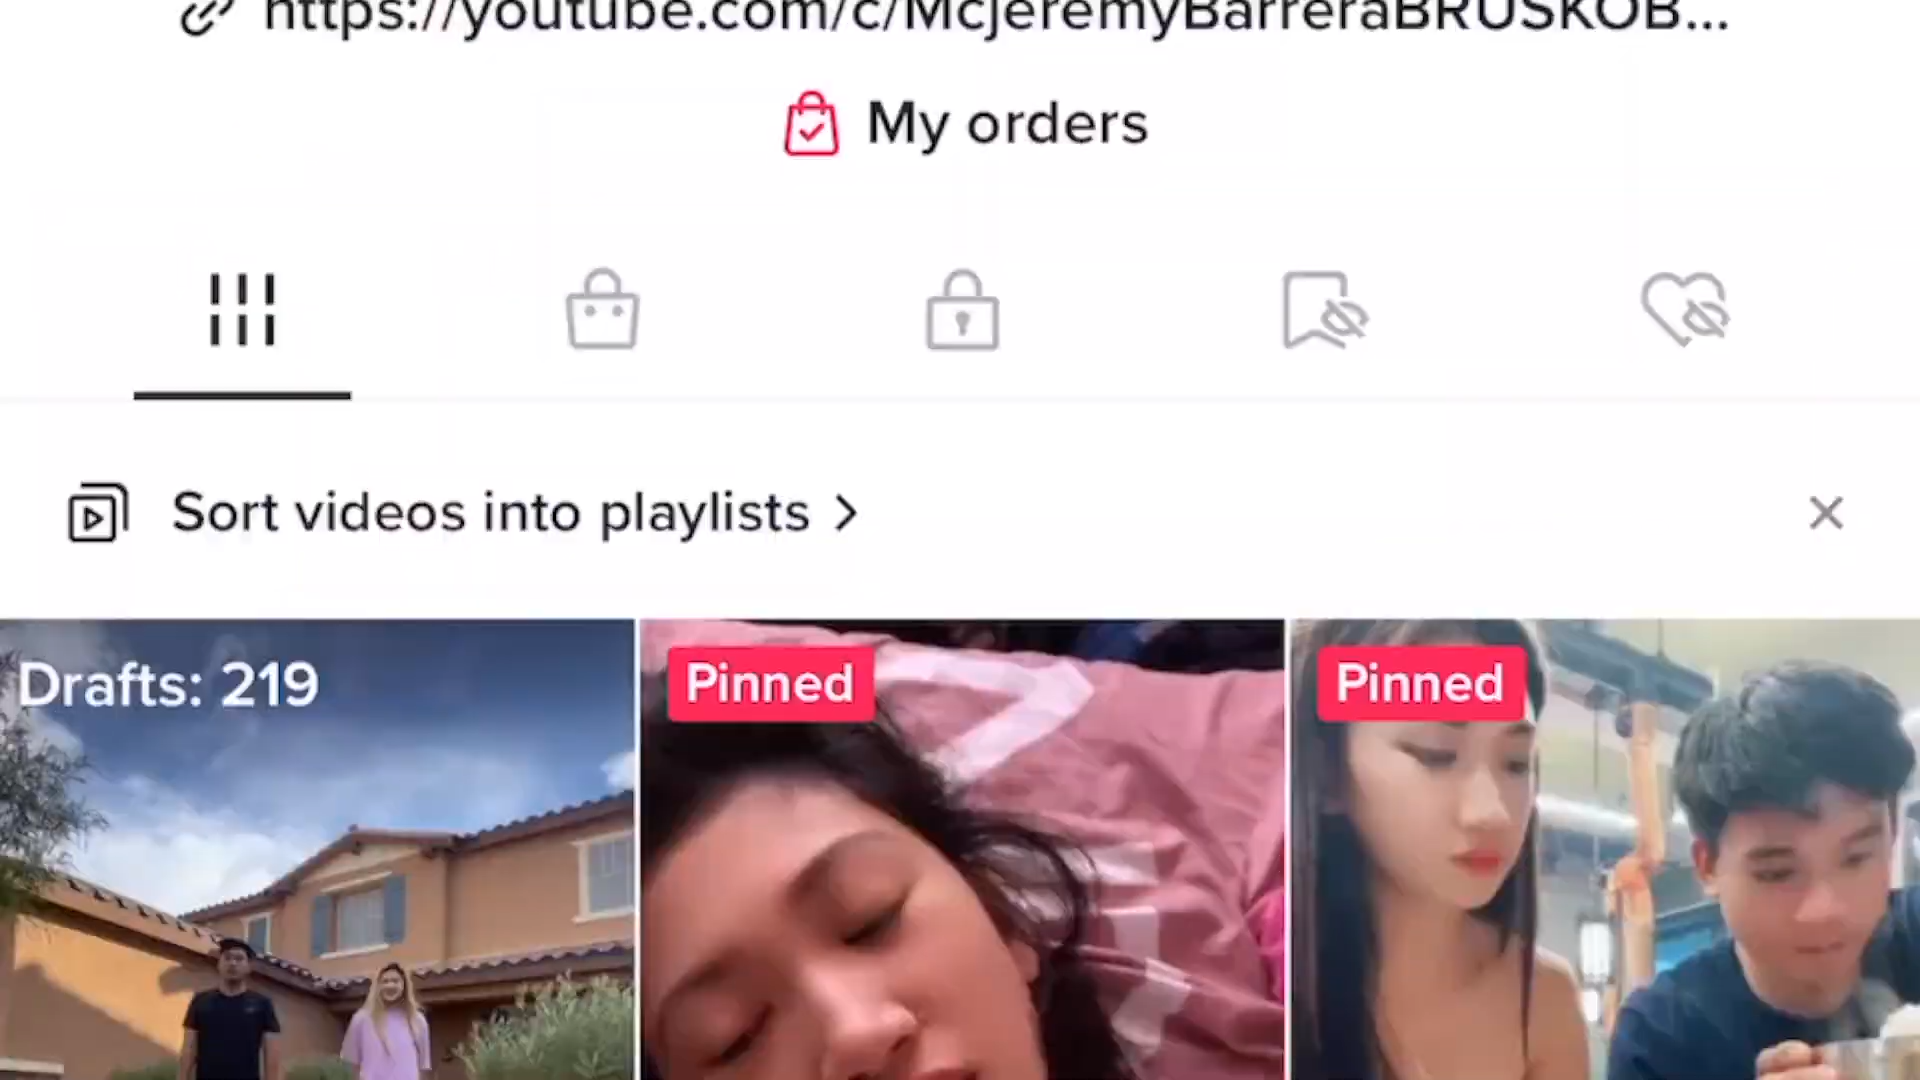 https://youtube.com/c/McjeremyBarreraBRUSKOB...
My orders
Sort videos into playlists >
Drafts: 219
Pinned
Pinned